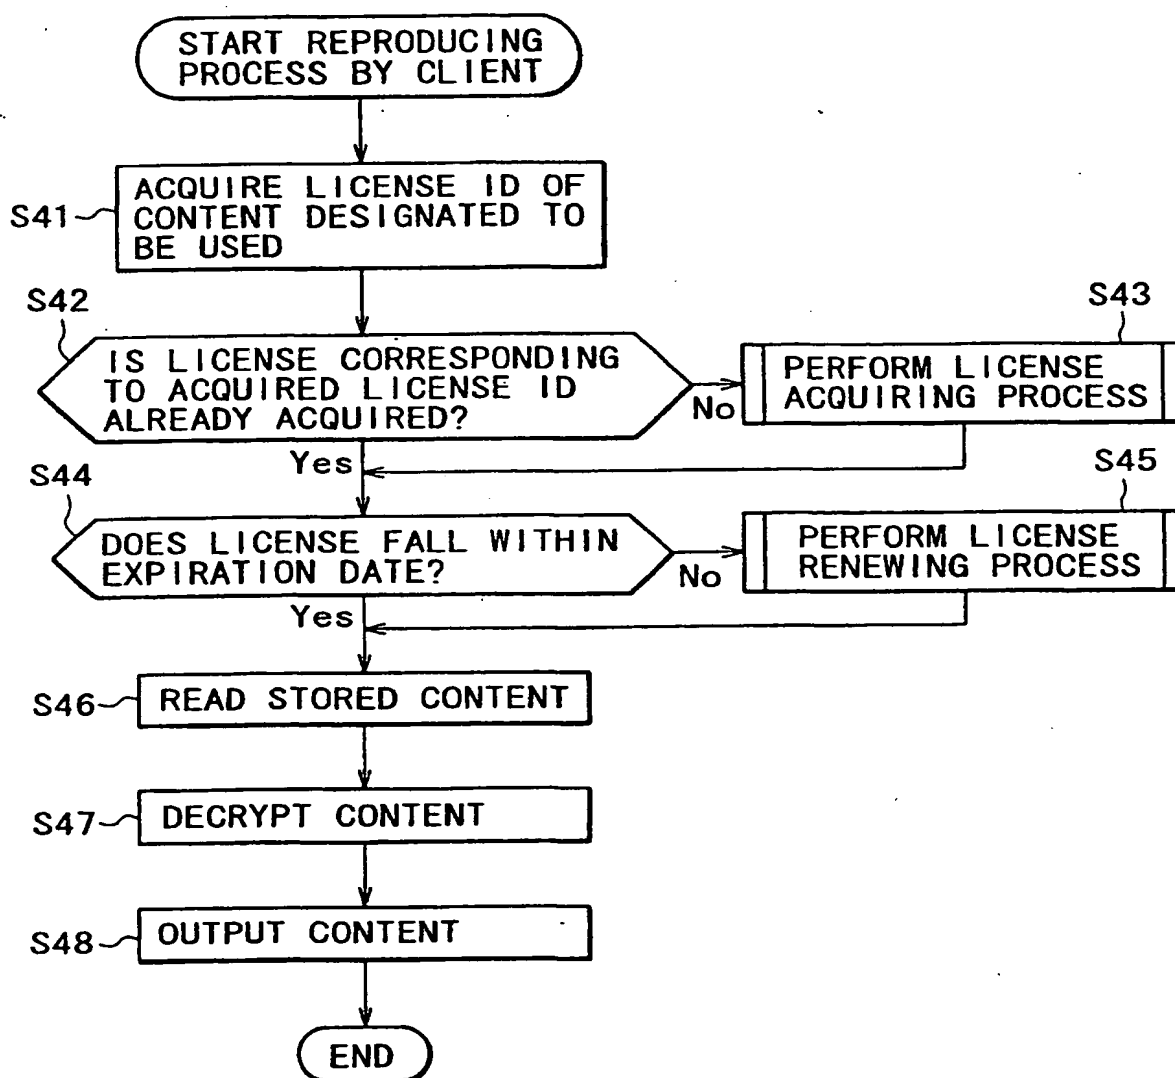 START REPRODUCING
PROCESS BY CLIENT
S41
ACQUIRE LICENSE ID OF
CONTENT DESIGNATED TO
BE USED
S42
IS LICENSE CORRESPONDING
TO ACQUIRED LICENSE ID
ALREADY ACQUIRED?
No
S43
PERFORM LICENSE
ACQUIRING PROCESS
Yes
S44
DOES LICENSE FALL WITHIN
EXPIRATION DATE?
No
S45
PERFORM LICENSE
RENEWING PROCESS
Yes
S46
READ STORED CONTENT
S47
DECRYPT CONTENT
S48
OUTPUT CONTENT
END